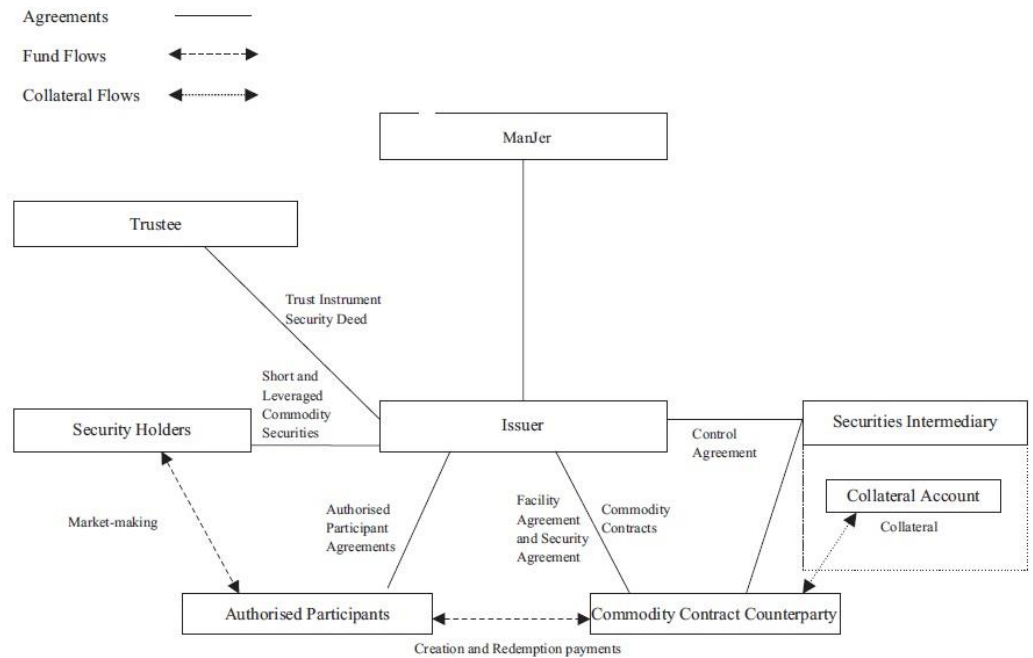 Agreements
Fund Flows
Collateral Flows
ManJer
Trustee
Trust Instrument
Security Deed
Short and
Leveraged
Commodity
Securities
Security Holders
Issuer
Control
Agreement
Securities Intermediary
Collateral Account
Collateral
Market-making
Authorised
Participant
Agreements
Facility
Agreement
and Security
Agreement
Commodity
Contracts
Authorised Participants
Commodity Contract Counterparty
Creation and Redemption payments